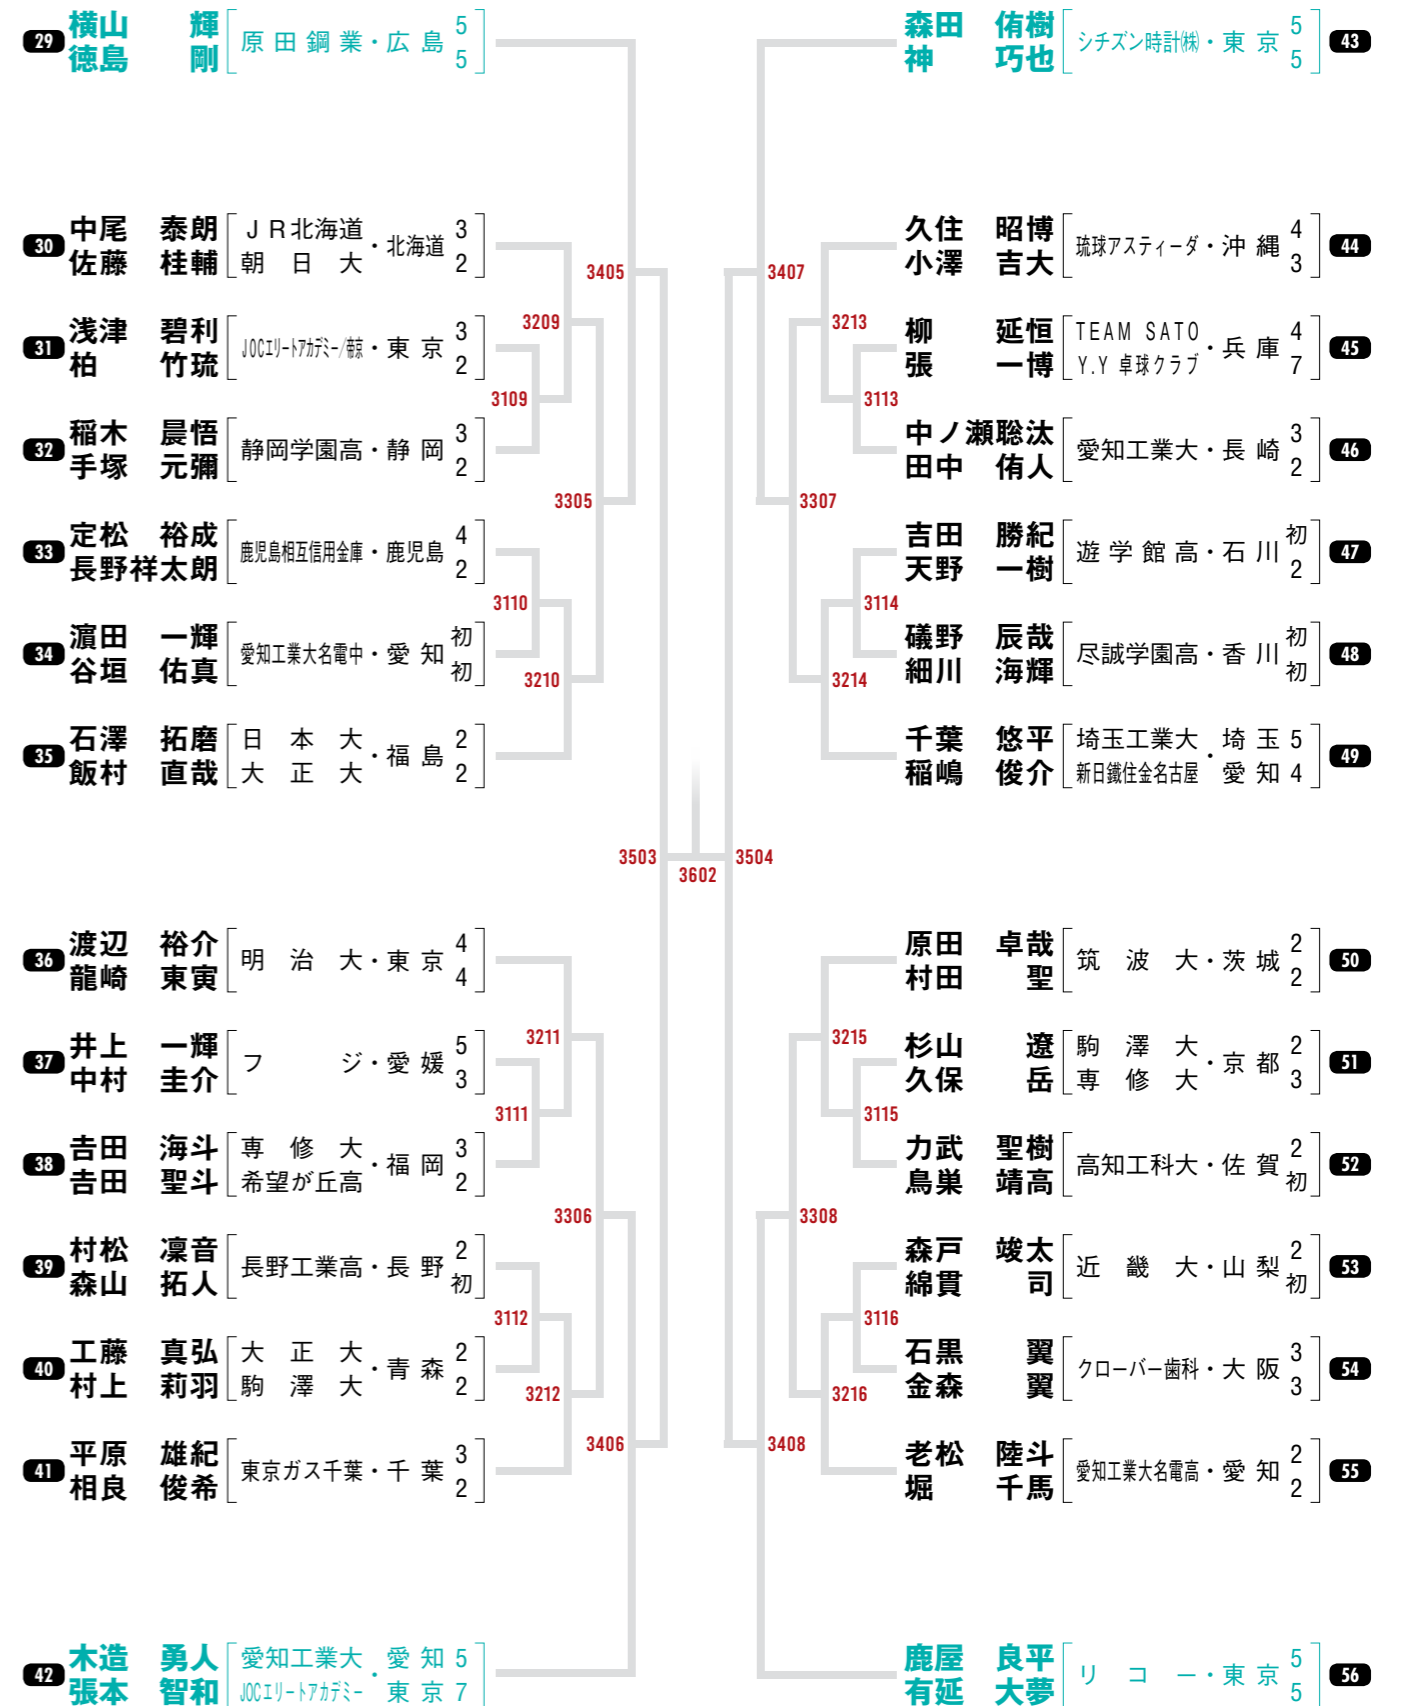 29 横山 輝 原田鋼業・広島 5
徳島 剛 5
30 中尾 泰朗 JR北海道・北海道 3
佐藤 桂輔 朝日大 2
31 浅津 碧利 JOCエリートアカデミー/帝京・東京 3
柏 竹琉 2
32 稲木 晨悟 静岡学園高・静岡 3
手塚 元彌 2
33 定松 裕成 鹿児島相互信用金庫・鹿児島 4
長野祥太朗 2
34 濵田 一輝 愛知工業大名電中・愛知 初
谷垣 佑真 初
35 石澤 拓磨 日本大・福島 2
飯村 直哉 大正大 2
36 渡辺 裕介 明治大・東京 4
龍崎 東寅 4
37 井上 一輝 フジ・愛媛 5
中村 圭介 3
38 𠮷田 海斗 専修大・福岡 3
𠮷田 聖斗 希望が丘高 2
39 村松 凜音 長野工業高・長野 2
森山 拓人 初
40 工藤 真弘 大正大・青森 2
村上 莉羽 駒澤大 2
41 平原 雄紀 東京ガス千葉・千葉 3
相良 俊希 2
42 木造 勇人 愛知工業大・愛知 5
張本 智和 JOCエリートアカデミー 東京 7
3405
3209
3109
3305
3110
3210
3503
3602
3211
3111
3306
3112
3212
3406
3504
3407
3213
3113
3307
3114
3214
3215
3115
3308
3116
3216
3408
森田 侑樹 シチズン時計㈱・東京 5 43
神 巧也 5
久住 昭博 琉球アスティーダ・沖縄 4 44
小澤 吉大 3
柳 延恒 TEAM SATO・兵庫 4 45
張 一博 Y.Y 卓球クラブ 7
中ノ瀬聡汰 愛知工業大・長崎 3 46
田中 侑人 2
吉田 勝紀 遊学館高・石川 初 47
天野 一樹 2
礒野 辰哉 尽誠学園高・香川 初 48
細川 海輝 初
千葉 悠平 埼玉工業大・埼玉 5 49
稲嶋 俊介 新日鐵住金名古屋 愛知 4
原田 卓哉 筑波大・茨城 2 50
村田 聖 2
杉山 遼 駒澤大・京都 2 51
久保 岳 専修大 3
力武 聖樹 高知工科大・佐賀 2 52
鳥巣 靖高 初
森戸 竣太 近畿大・山梨 2 53
綿貫 司 初
石黒 翼 クローバー歯科・大阪 3 54
金森 翼 3
老松 陸斗 愛知工業大名電高・愛知 2 55
堀 千馬 2
鹿屋 良平 リコー・東京 5 56
有延 大夢 5